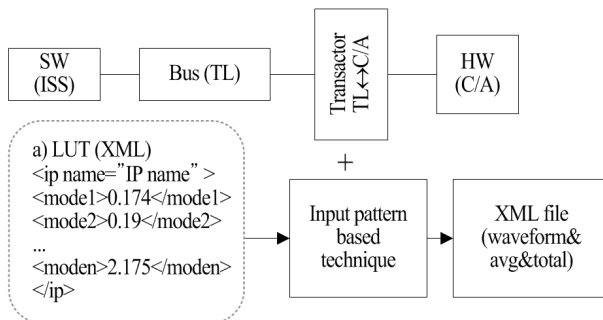 SW
(ISS)
Bus (TL)
Transactor
TL↔C/A
HW
(C/A)
a) LUT (XML)
<ip name=”IP name” >
<mode1>0.174</mode1>
<mode2>0.19</mode2>
...
<moden>2.175</moden>
</ip>
+
Input pattern
based
technique
XML file
(waveform&
avg&total)